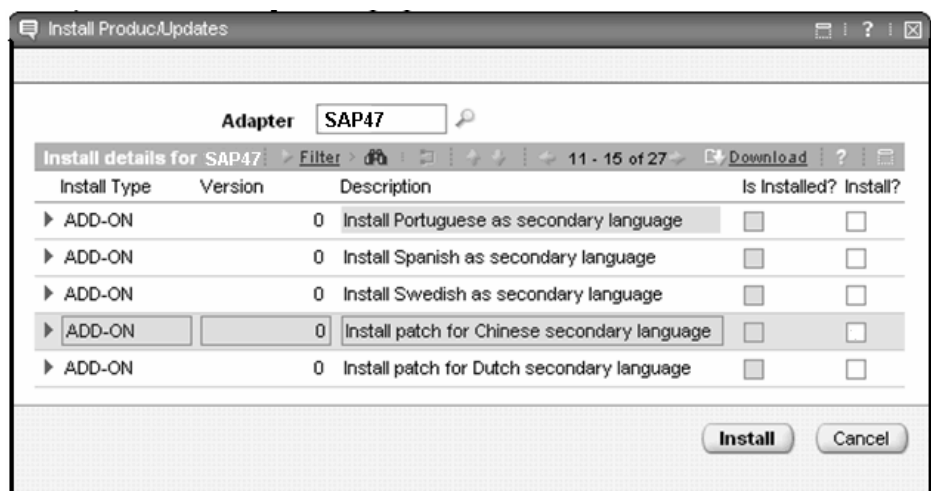 Install Produc/Updates ?
Adapter SAP47
Install details for SAP47 Filter 11 - 15 of 27 Download ?
Install Type Version Description Is Installed? Install?
ADD-ON 0 Install Portuguese as secondary language
ADD-ON 0 Install Spanish as secondary language
ADD-ON 0 Install Swedish as secondary language
ADD-ON 0 Install patch for Chinese secondary language
ADD-ON 0 Install patch for Dutch secondary language
Install Cancel